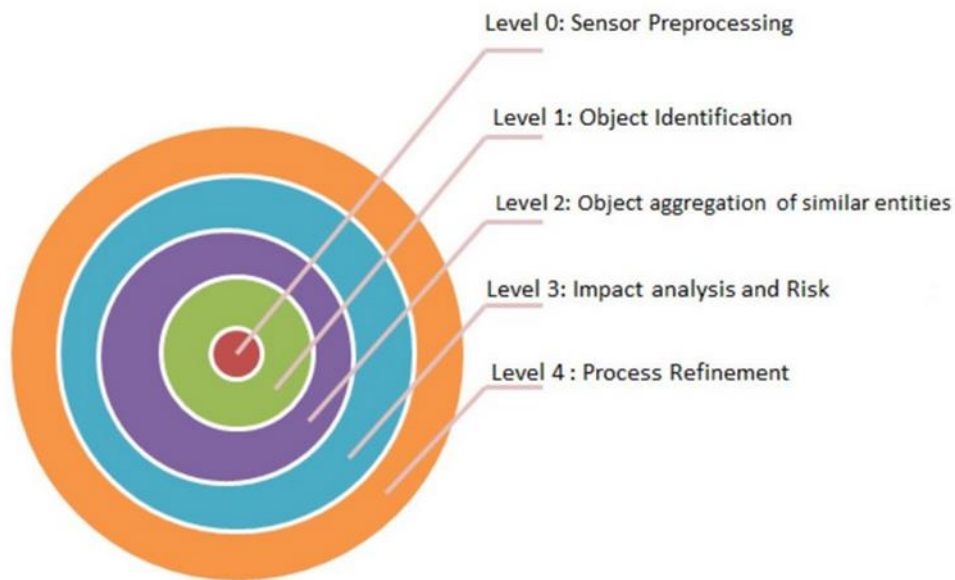 Level 0: Sensor Preprocessing
Level 1: Object Identification
Level 2: Object aggregation of similar entities
Level 3: Impact analysis and Risk
Level 4 : Process Refinement